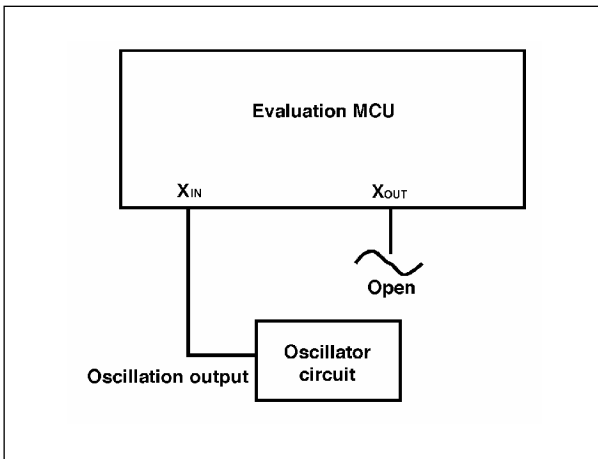 Evaluation MCU
XIN
XOUT
Open
Oscillator
circuit
Oscillation output